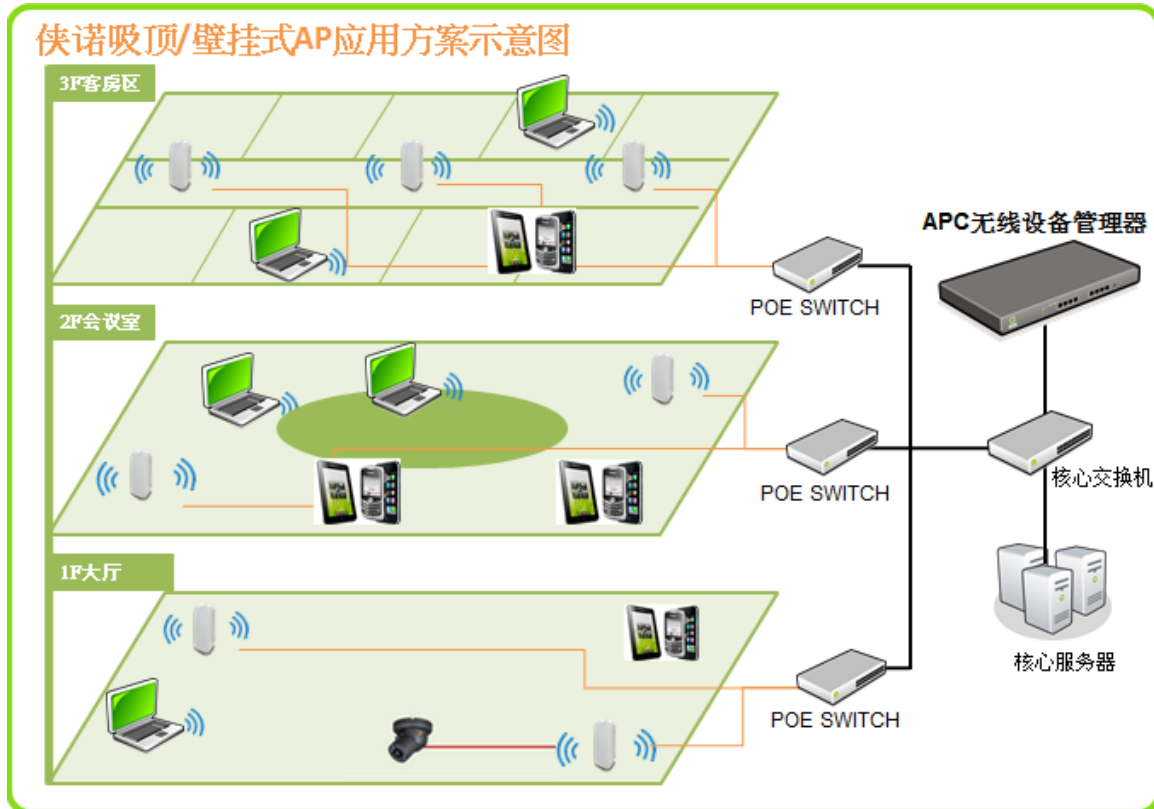 侠诺吸顶/壁挂式AP应用方案示意图
3F客房区
APC无线设备管理器
POE SWITCH
2F会议室
POE SWITCH
核心交换机
1F大厅
核心服务器
POE SWITCH